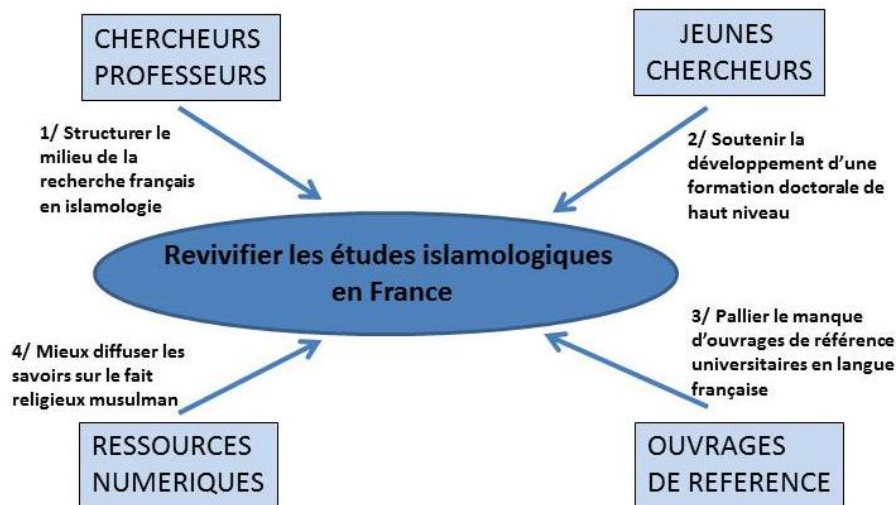 CHERCHEURS
PROFESSEURS
JEUNES
CHERCHEURS
1/ Structurer le
milieu de la
recherche français
en islamologie
2/ Soutenir la
développement d'une
formation doctorale de
haut niveau
Revivifier les études islamologiques
en France
4/ Mieux diffuser les
savoirs sur le fait
religieux musulman
3/ Pallier le manque
d'ouvrages de référence
universitaires en langue
française
RESSOURCES
NUMERIQUES
OUVRAGES
DE REFERENCE